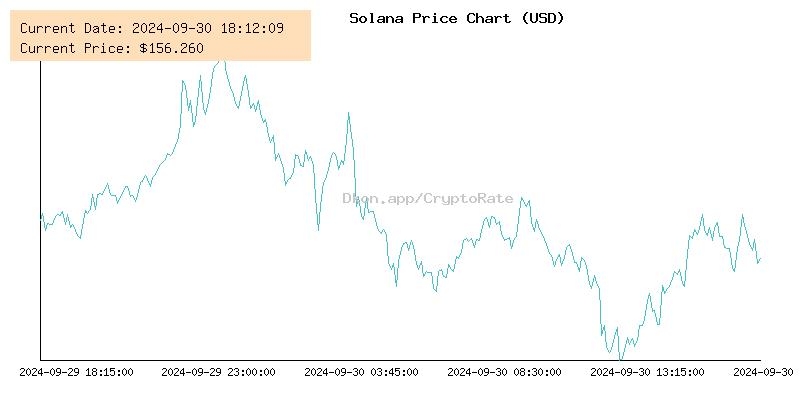 Solana Price Chart (USD)
Current Date: 2024-09-30 18:12:09
Current Price: $156.260
Dhon.app/CryptoRate
2024-09-29 18:15:00
2024-09-29 23:00:00
2024-09-30 03:45:00
2024-09-30 08:30:00
2024-09-30 13:15:00
2024-09-30